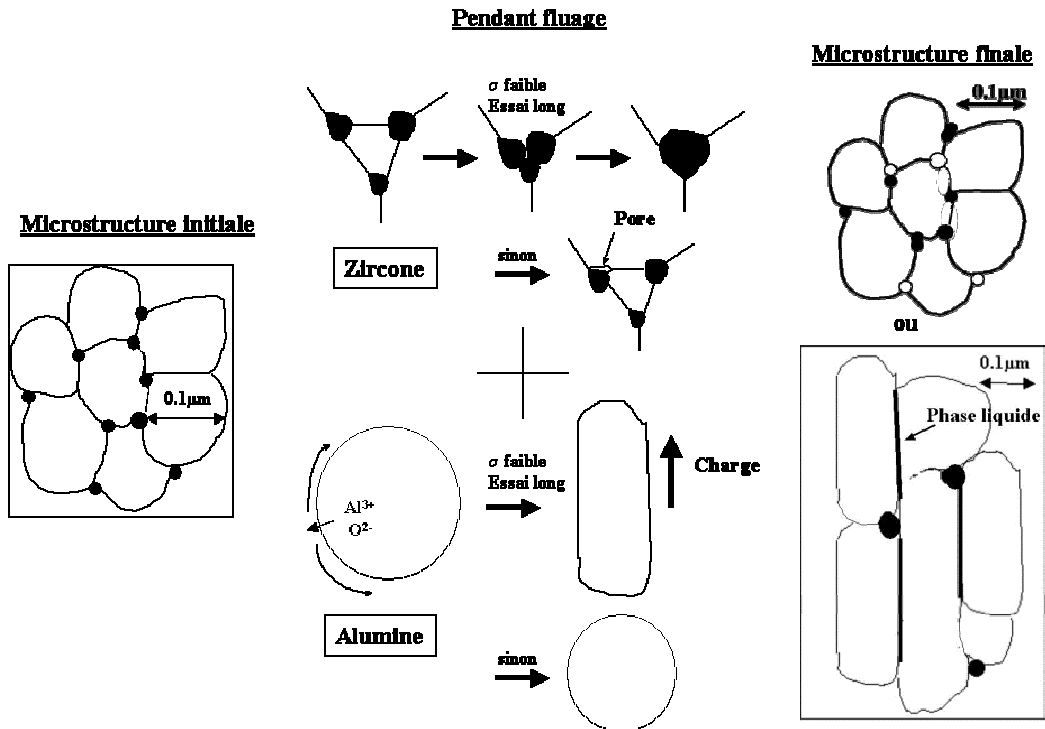 Pendant fluage
Microstructure finale
σ faible
Essai long
0.1μm
Microstructure initiale
Pore
Zircone
sinon
ou
0.1μm
0.1μm
Phase liquide
σ faible
Essai long
Charge
Al³⁺
O²⁻
Alumine
sinon